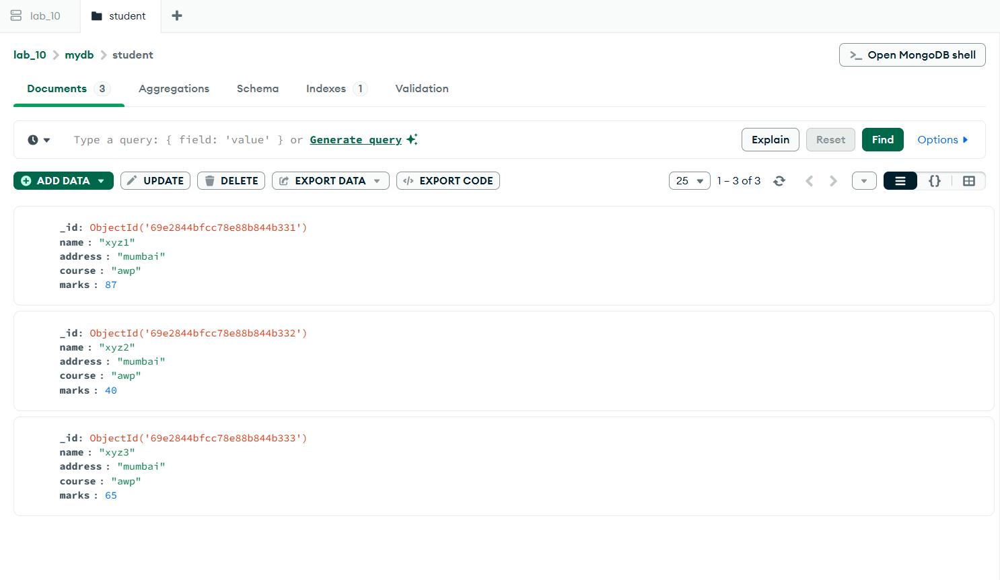 lab_10 student
lab_10 mydb student
>_ Open MongoDB shell
Documents 3 Aggregations Schema Indexes 1 Validation
Type a query: { field: 'value' } or Generate query Explain Reset Find Options
ADD DATA UPDATE DELETE EXPORT DATA </> EXPORT CODE 25 1 – 3 of 3 {}
_id: ObjectId('69e2844bfcc78e88b844b331')
name : "xyz1"
address : "mumbai"
course : "awp"
marks : 87
_id: ObjectId('69e2844bfcc78e88b844b332')
name : "xyz2"
address : "mumbai"
course : "awp"
marks : 40
_id: ObjectId('69e2844bfcc78e88b844b333')
name : "xyz3"
address : "mumbai"
course : "awp"
marks : 65